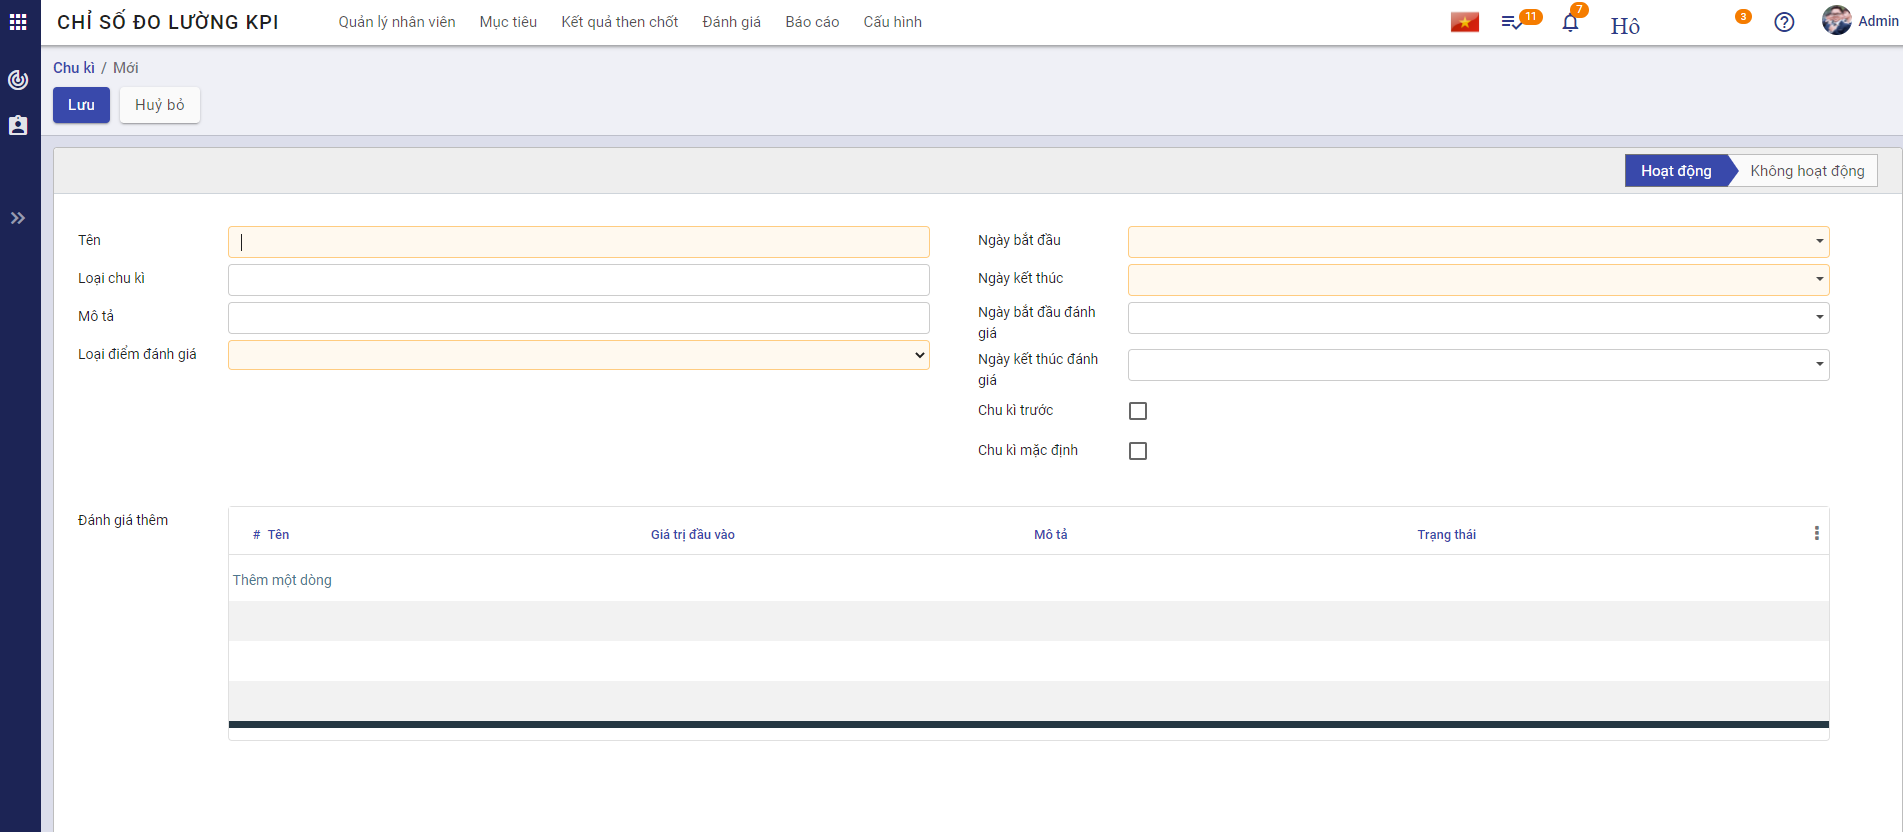 CHỈ SỐ ĐO LƯỜNG KPI Quản lý nhân viên Mục tiêu Kết quả then chốt Đánh giá Báo cáo Cấu hình 11 7 Hô 3 Admin
Chu kì / Mới
Lưu Huỷ bỏ
Hoạt động Không hoạt động
Tên
Ngày bắt đầu
Loại chu kì
Ngày kết thúc
Mô tả
Ngày bắt đầu đánh
giá
Loại điểm đánh giá
Ngày kết thúc đánh
giá
Chu kì trước
Chu kì mặc định
Đánh giá thêm
# Tên Giá trị đầu vào Mô tả Trạng thái
Thêm một dòng